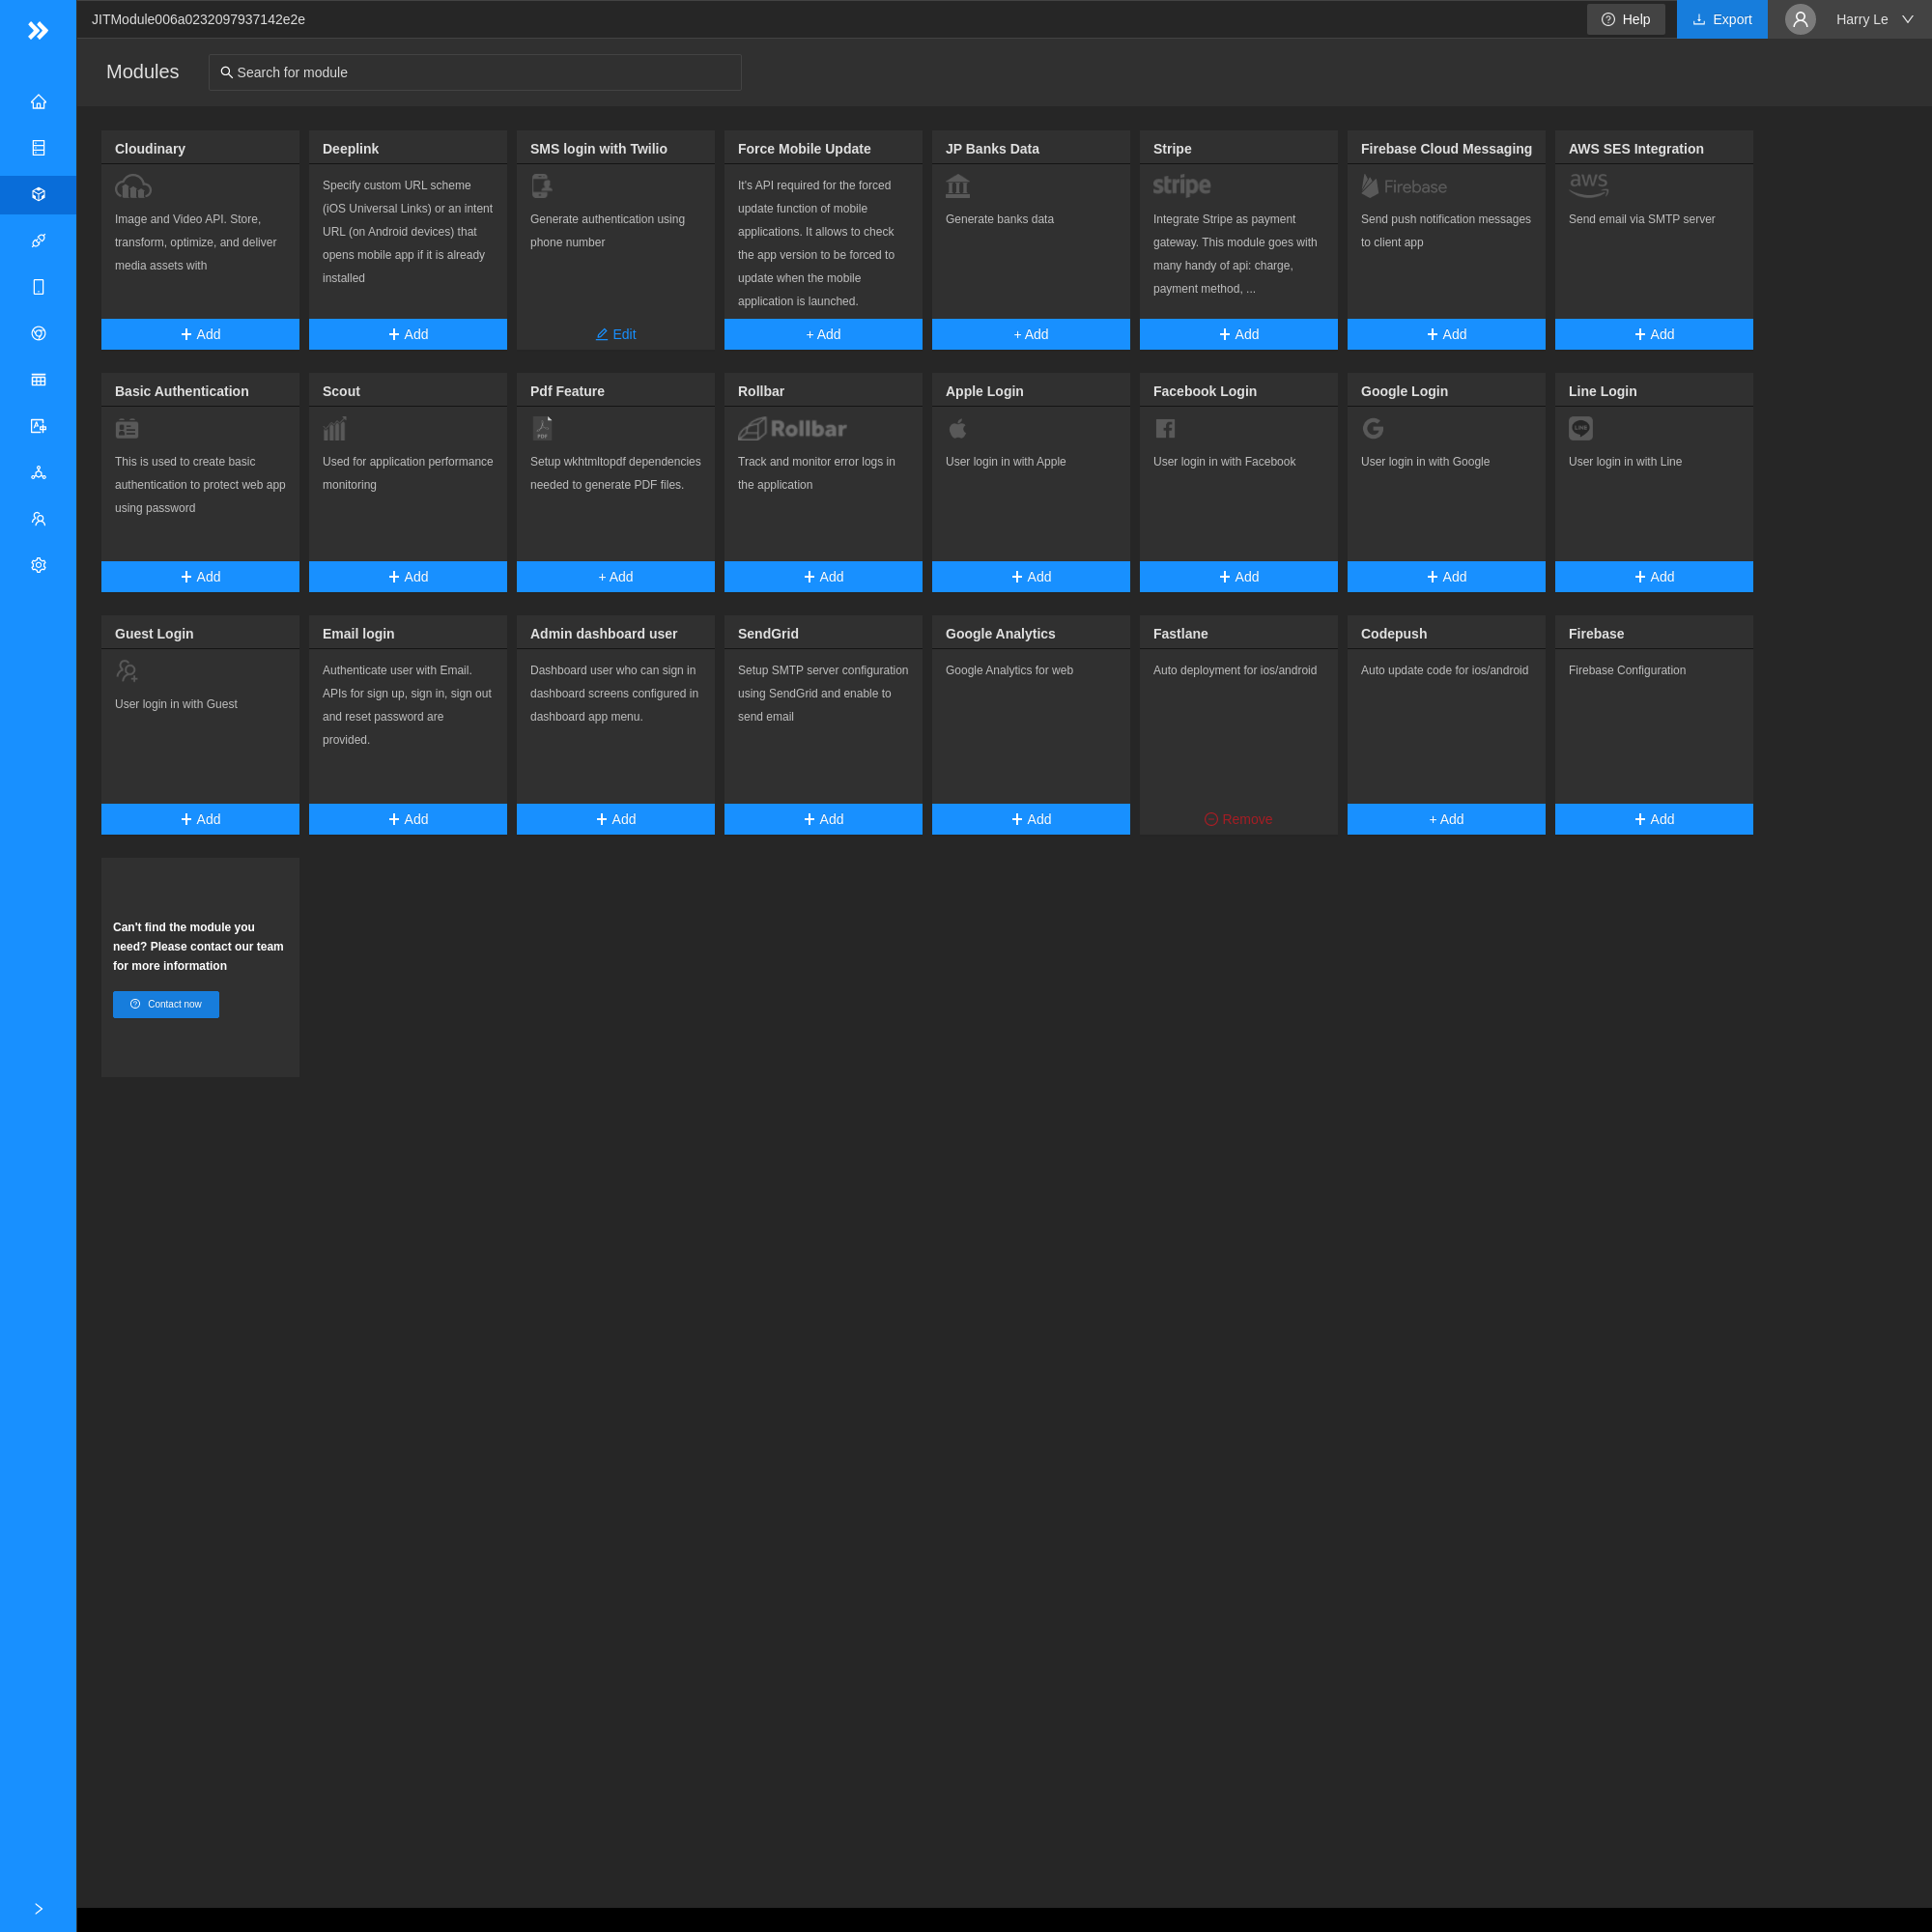 JITModule006a0232097937142e2e
Help
Export
Harry Le
Modules
Search for module
Cloudinary
Image and Video API. Store,
transform, optimize, and deliver
media assets with
Add
Deeplink
Specify custom URL scheme
(iOS Universal Links) or an intent
URL (on Android devices) that
opens mobile app if it is already
installed
Add
SMS login with Twilio
Generate authentication using
phone number
Edit
Force Mobile Update
It's API required for the forced
update function of mobile
applications. It allows to check
the app version to be forced to
update when the mobile
application is launched.
+ Add
JP Banks Data
Generate banks data
+ Add
Stripe
stripe
Integrate Stripe as payment
gateway. This module goes with
many handy of api: charge,
payment method, ...
Add
Firebase Cloud Messaging
Firebase
Send push notification messages
to client app
Add
AWS SES Integration
aws
Send email via SMTP server
Add
Basic Authentication
This is used to create basic
authentication to protect web app
using password
Add
Scout
Used for application performance
monitoring
Add
Pdf Feature
PDF
Setup wkhtmltopdf dependencies
needed to generate PDF files.
+ Add
Rollbar
Rollbar
Track and monitor error logs in
the application
Add
Apple Login
User login in with Apple
Add
Facebook Login
User login in with Facebook
Add
Google Login
User login in with Google
Add
Line Login
LINE
User login in with Line
Add
Guest Login
User login in with Guest
Add
Email login
Authenticate user with Email.
APIs for sign up, sign in, sign out
and reset password are
provided.
Add
Admin dashboard user
Dashboard user who can sign in
dashboard screens configured in
dashboard app menu.
Add
SendGrid
Setup SMTP server configuration
using SendGrid and enable to
send email
Add
Google Analytics
Google Analytics for web
Add
Fastlane
Auto deployment for ios/android
Remove
Codepush
Auto update code for ios/android
+ Add
Firebase
Firebase Configuration
Add
Can't find the module you
need? Please contact our team
for more information
Contact now